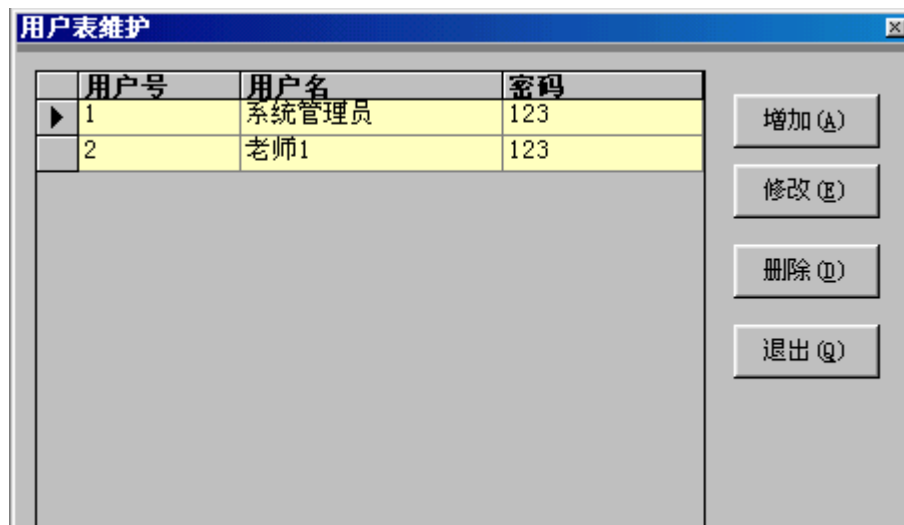 用户表维护
用户号 用户名 密码
1 系统管理员 123
2 老师1 123
增加(A)
修改(E)
删除(D)
退出(Q)